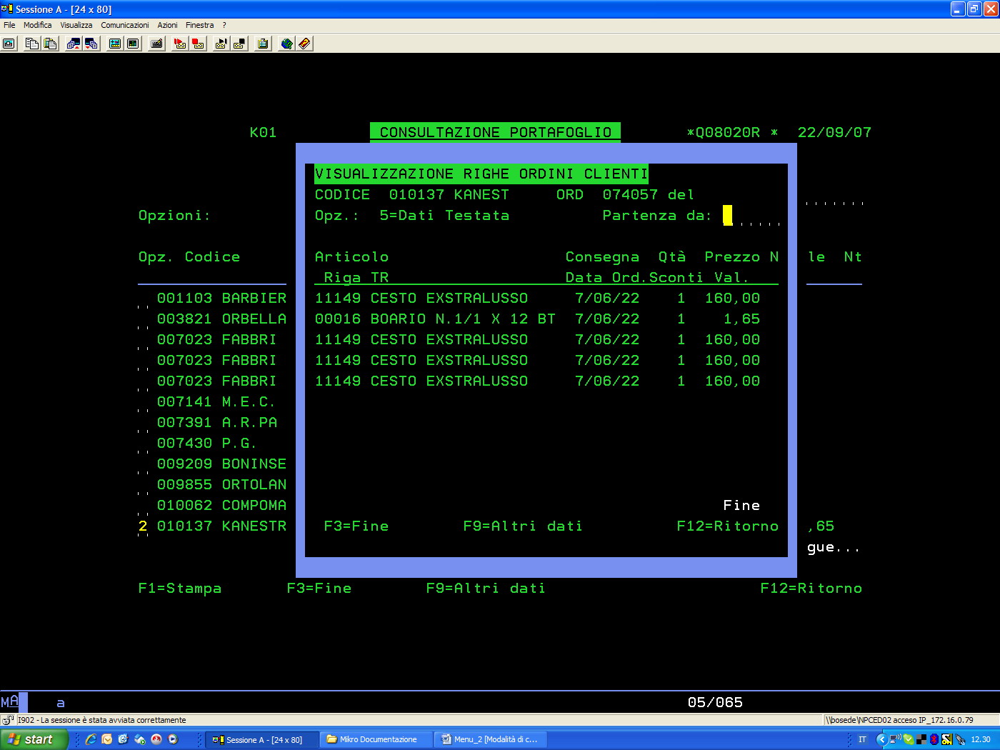 Sessione A - [24 x 80]
File Modifica Visualizza Comunicazioni Azioni Finestra ?
K01 CONSULTAZIONE PORTAFOGLIO *Q08020R * 22/09/07
VISUALIZZAZIONE RIGHE ORDINI CLIENTI
CODICE 010137 KANEST ORD 074057 del
Opzioni: Opz.: 5=Dati Testata Partenza da:
Opz. Codice Articolo Consegna Qtà Prezzo N le Nt
Riga TR Data Ord.Sconti Val.
001103 BARBIER 11149 CESTO EXSTRALUSSO 7/06/22 1 160,00
003821 ORBELLA 00016 BOARIO N.1/1 X 12 BT 7/06/22 1 1,65
007023 FABBRI 11149 CESTO EXSTRALUSSO 7/06/22 1 160,00
007023 FABBRI 11149 CESTO EXSTRALUSSO 7/06/22 1 160,00
007023 FABBRI 11149 CESTO EXSTRALUSSO 7/06/22 1 160,00
007141 M.E.C.
007391 A.R.PA
007430 P.G.
009209 BONINSE
009855 ORTOLAN
010062 COMPOMA Fine
2 010137 KANESTR F3=Fine F9=Altri dati F12=Ritorno ,65
gue...
F1=Stampa F3=Fine F9=Altri dati F12=Ritorno
MA a 05/065
I902 - La sessione è stata avviata correttamente \\bosede\NPCED02 acceso IP_172.16.0.79
start Sessione A - [24 x 80] Mikro Documentazione Menu_2 [Modalità di c... IT 12.30